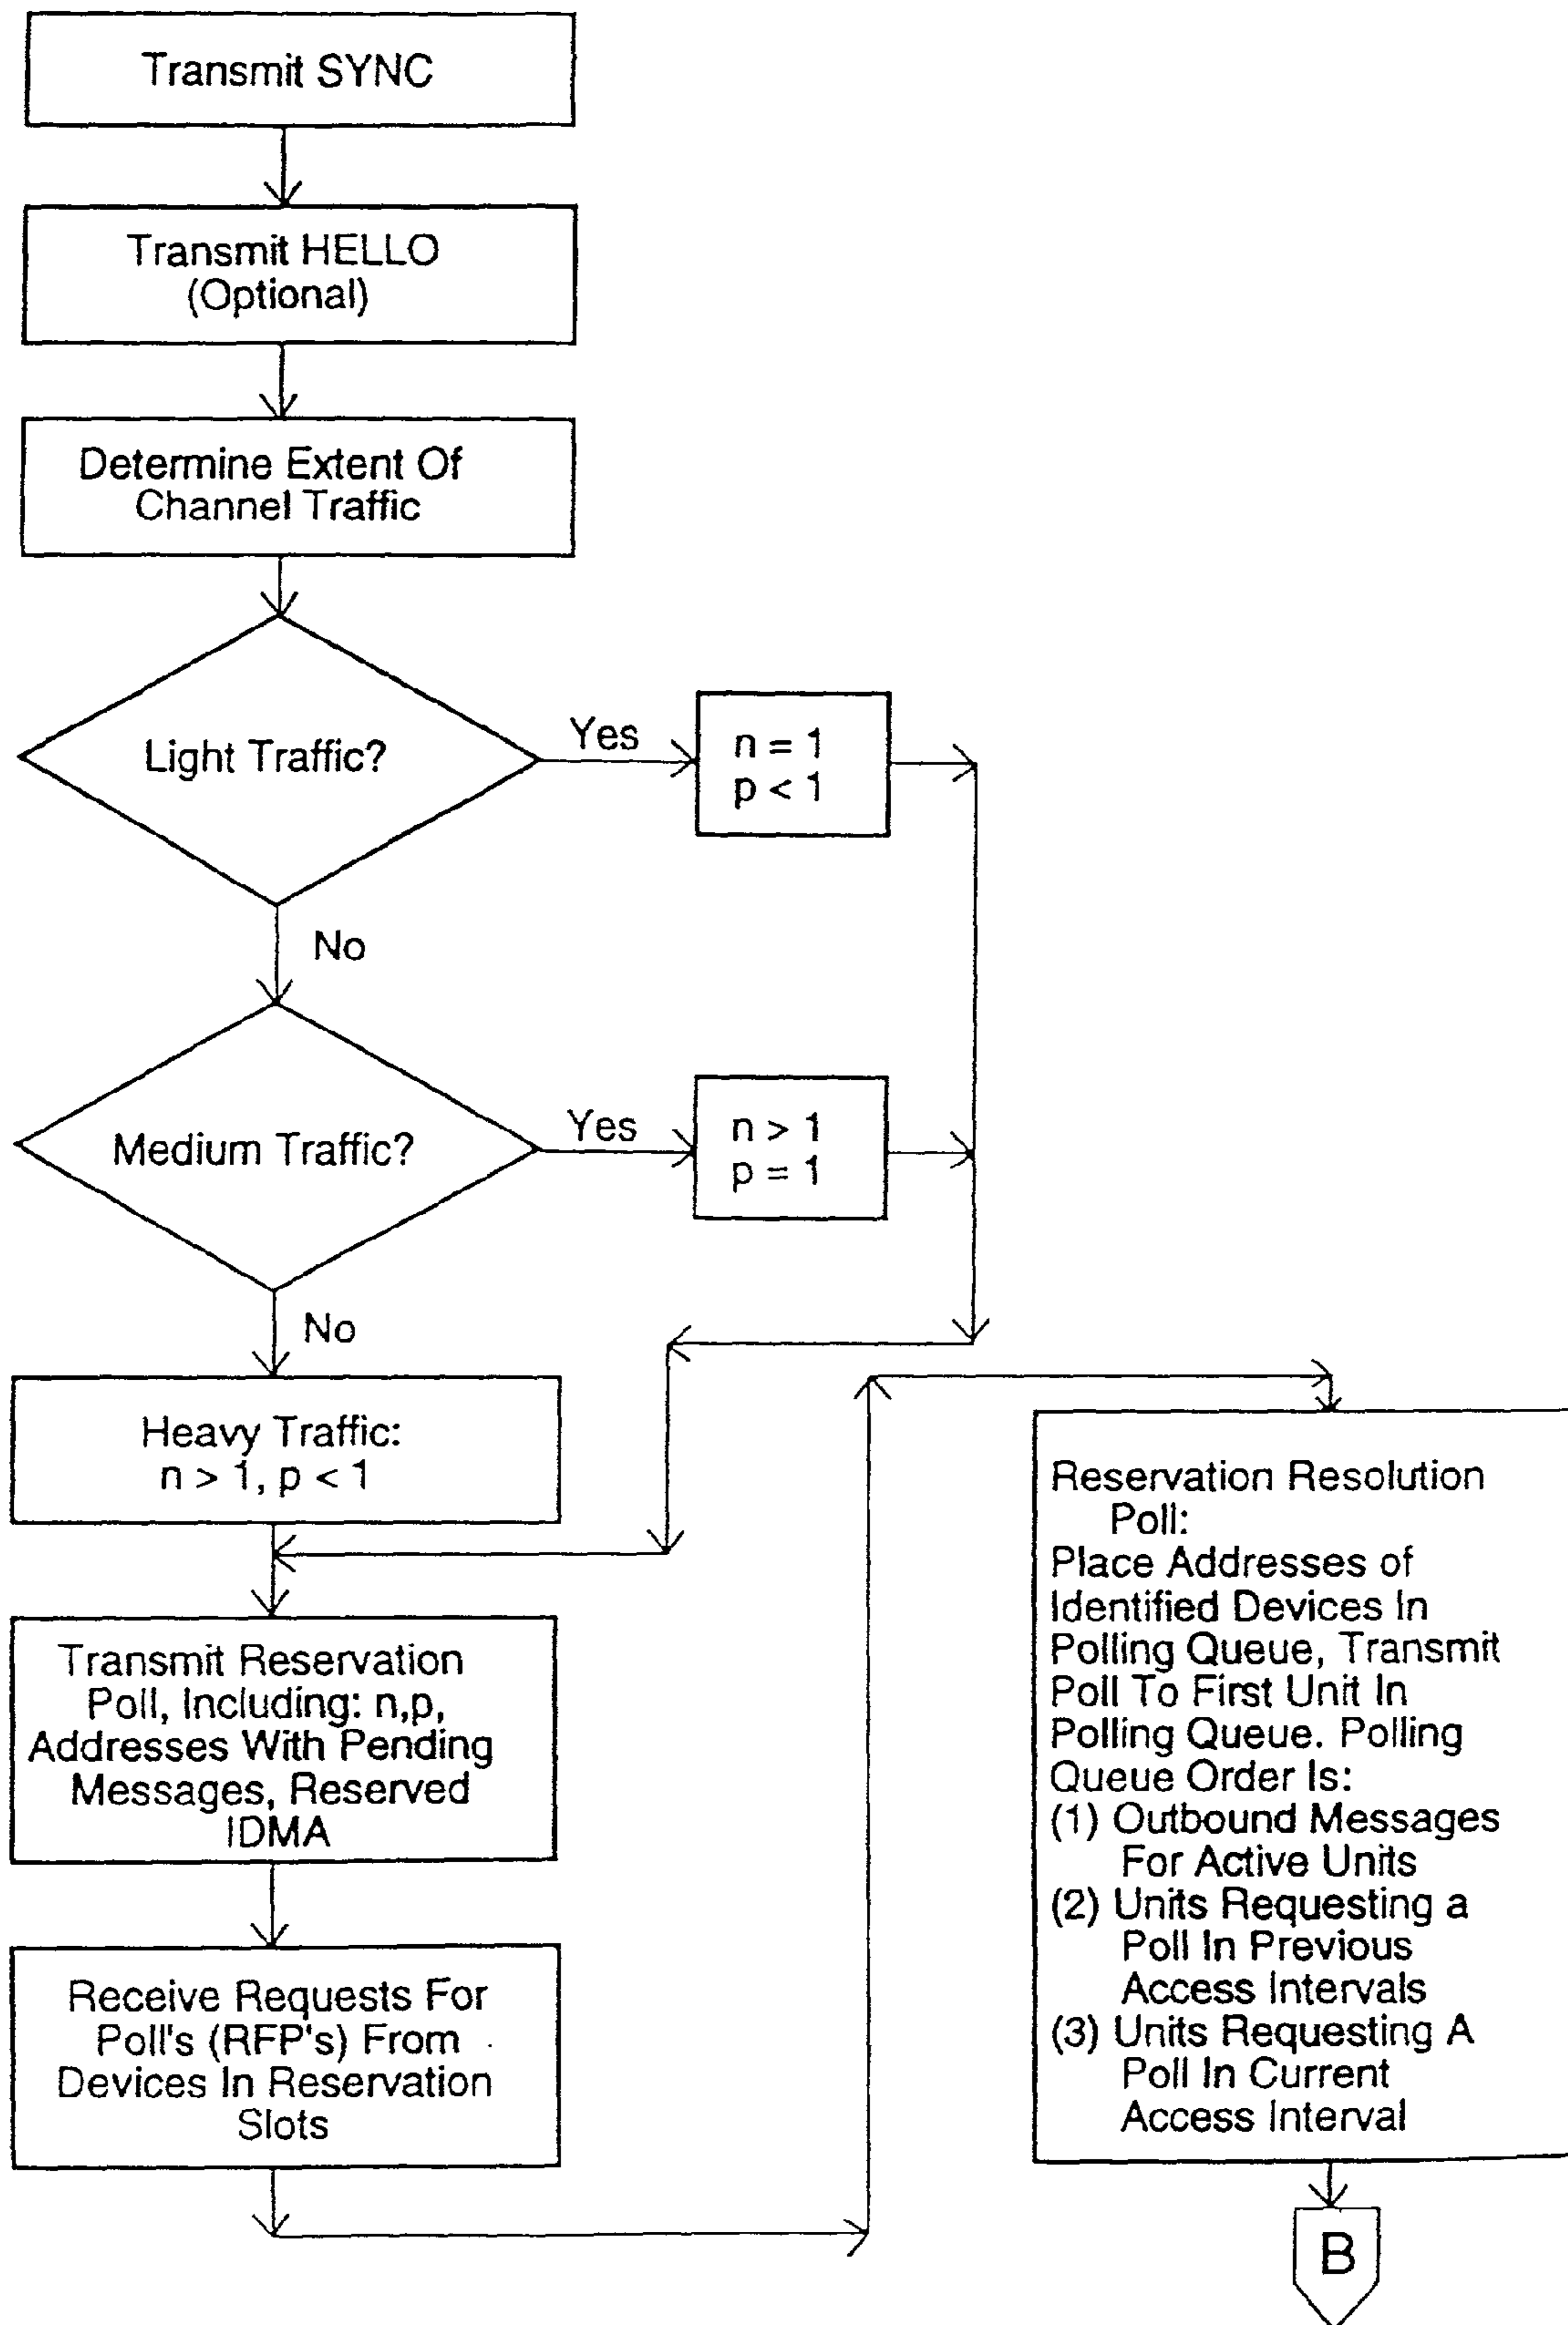 Transmit SYNC
Transmit HELLO
(Optional)
Determine Extent Of
Channel Traffic
Light Traffic?
Yes
n = 1
p < 1
No
Medium Traffic?
Yes
n > 1
p = 1
No
Heavy Traffic:
n > 1, p < 1
Transmit Reservation
Poll, Including: n,p,
Addresses With Pending
Messages, Reserved
IDMA
Receive Requests For
Poll's (RFP's) From
Devices In Reservation
Slots
Reservation Resolution
Poll:
Place Addresses of
Identified Devices In
Polling Queue, Transmit
Poll To First Unit In
Polling Queue. Polling
Queue Order Is:
(1) Outbound Messages
For Active Units
(2) Units Requesting a
Poll In Previous
Access Intervals
(3) Units Requesting A
Poll In Current
Access Interval
B